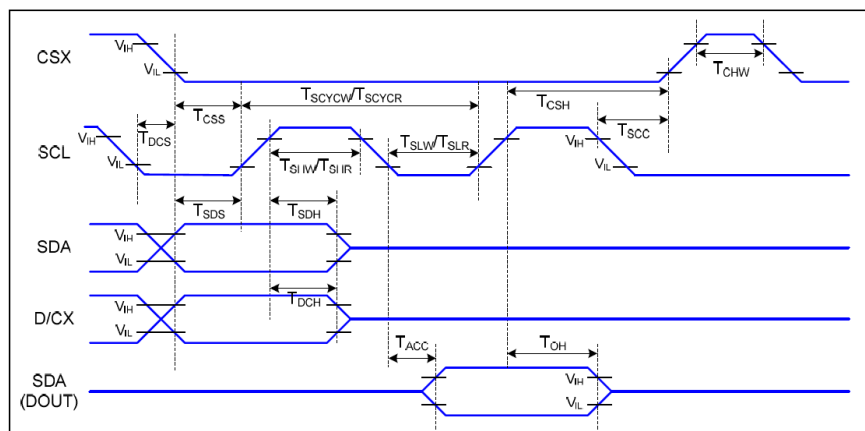 CSX
VIH
VIL
TCHW
TSCYCW/TSCYCR
TCSS
TCSH
TDCS
TSCC
SCL
VIH
VIL
TSHW/TSHR
TSLW/TSLR
VIH
VIL
TSDS
TSDH
SDA
VIH
VIL
TDCH
D/CX
VIH
VIL
TACC
TOH
SDA
(DOUT)
VIH
VIL